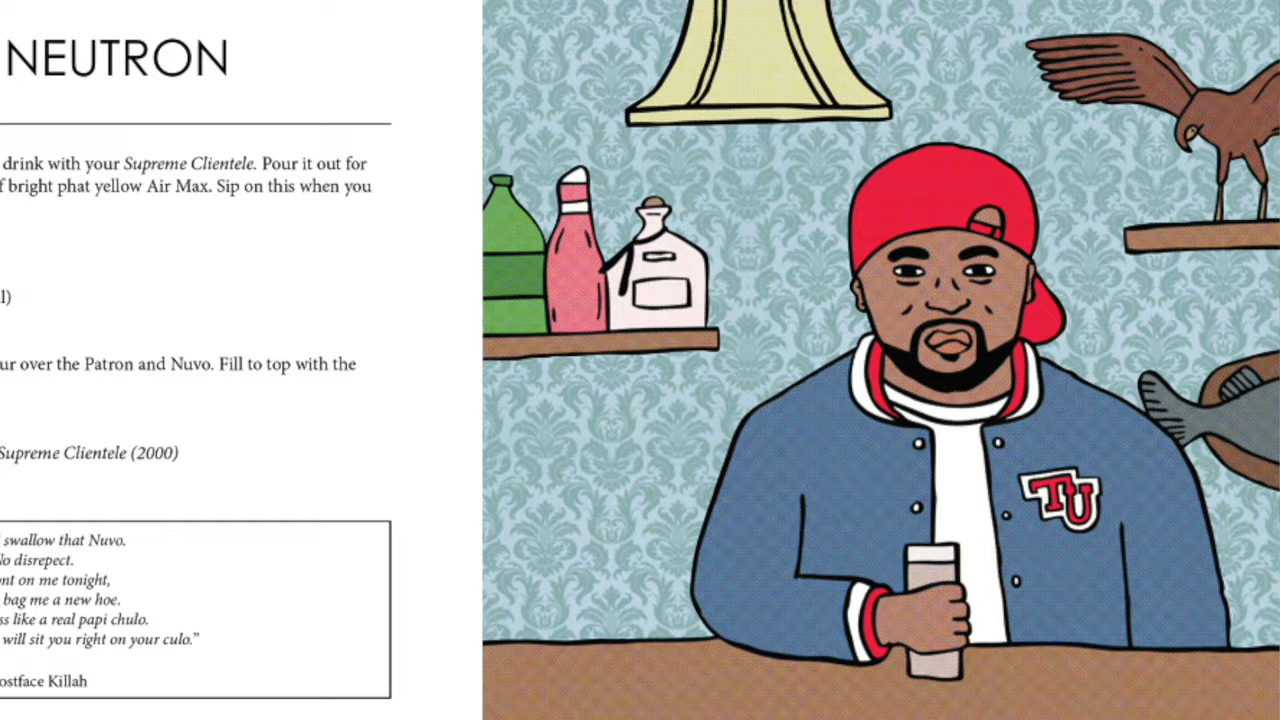 NEUTRON
drink with your Supreme Clientele. Pour it out for
f bright phat yellow Air Max. Sip on this when you
l)
ur over the Patron and Nuvo. Fill to top with the
Supreme Clientele (2000)
swallow that Nuvo.
No disrepect.
ont on me tonight,
bag me a new hoe.
ss like a real papi chulo.
will sit you right on your culo.”
ostface Killah
TU